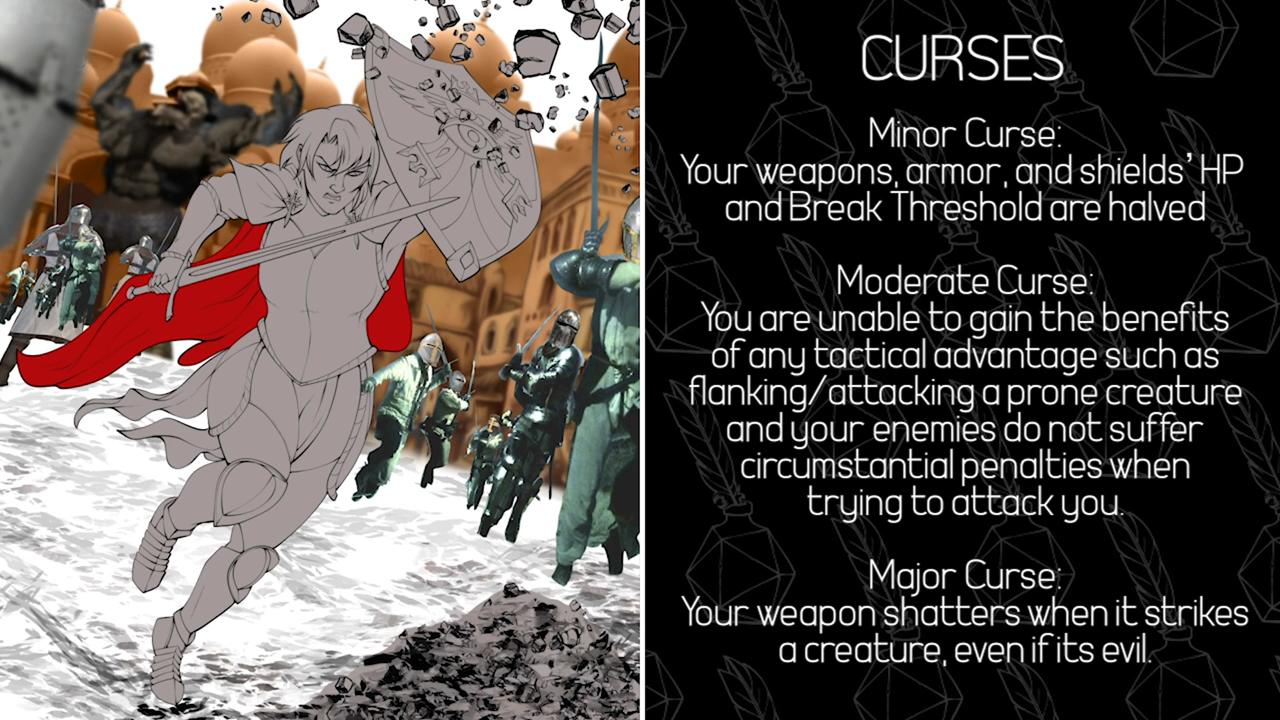 CURSES
Minor Curse:
Your weapons, armor, and shields' HP
and Break Threshold are halved
Moderate Curse:
You are unable to gain the benefits
of any tactical advantage such as
flanking/attacking a prone creature
and your enemies do not suffer
circumstantial penalties when
trying to attack you.
Major Curse:
Your weapon shatters when it strikes
a creature, even if its evil.